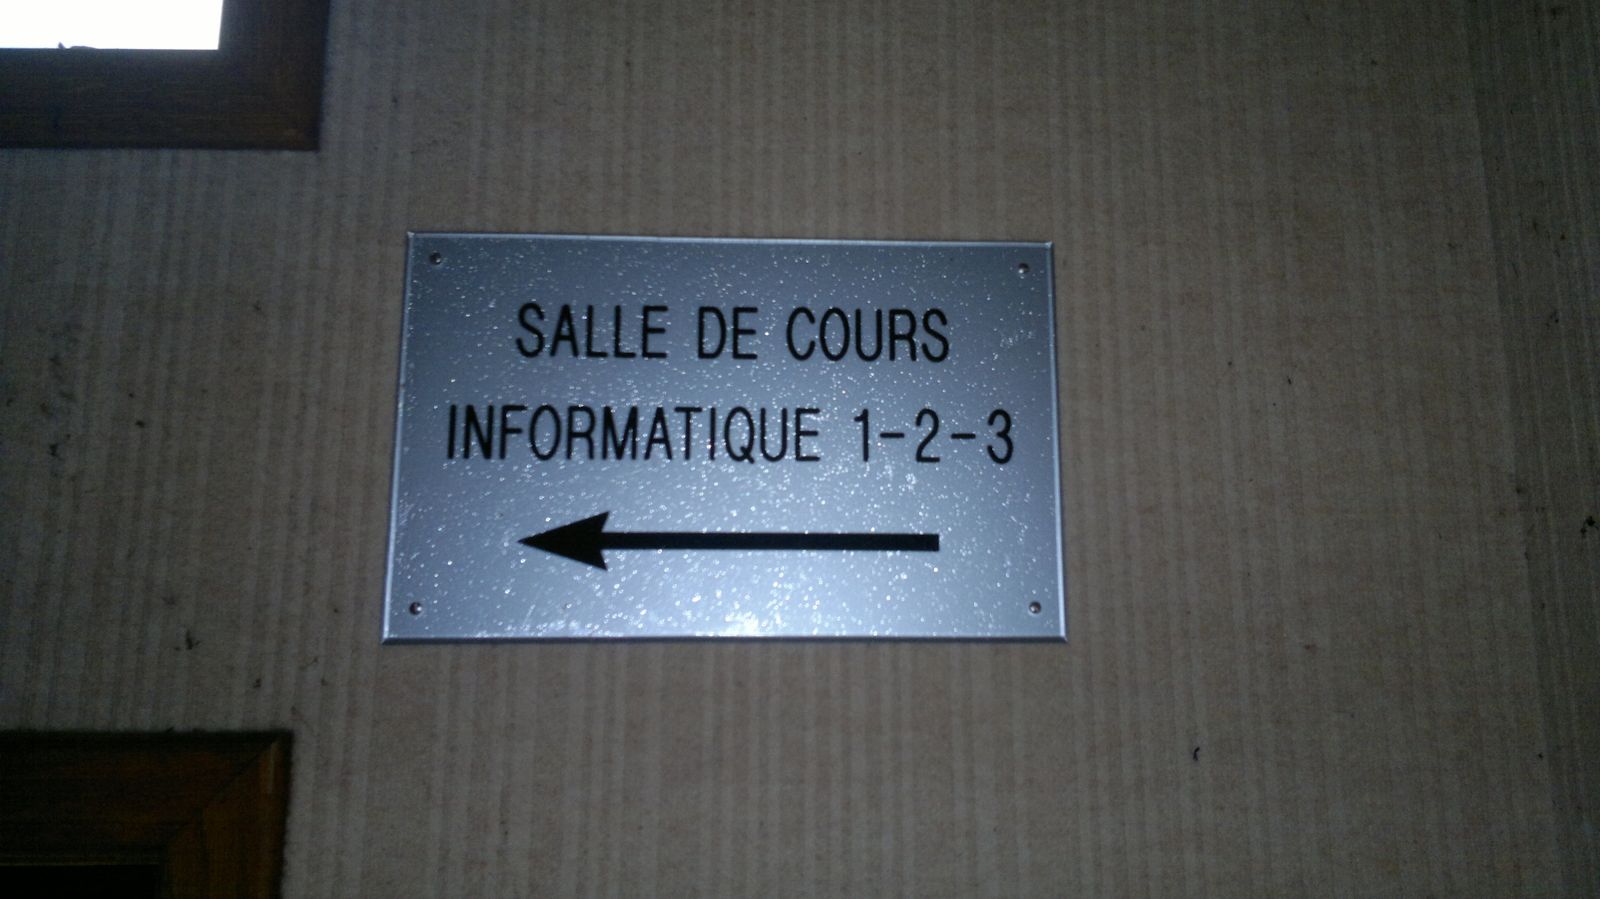 SALLE DE COURS
INFORMATIQUE 1-2-3